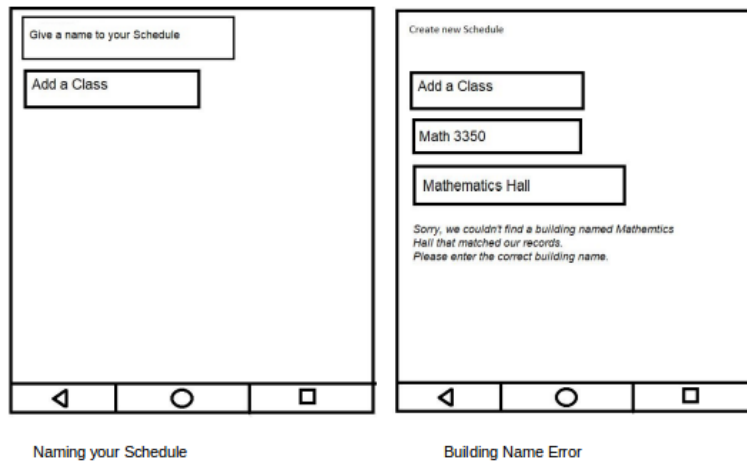 Give a name to your Schedule
Add a Class
Create new Schedule
Add a Class
Math 3350
Mathematics Hall
Sorry, we couldn't find a building named Mathemtics
Hall that matched our records.
Please enter the correct building name.
Naming your Schedule
Building Name Error